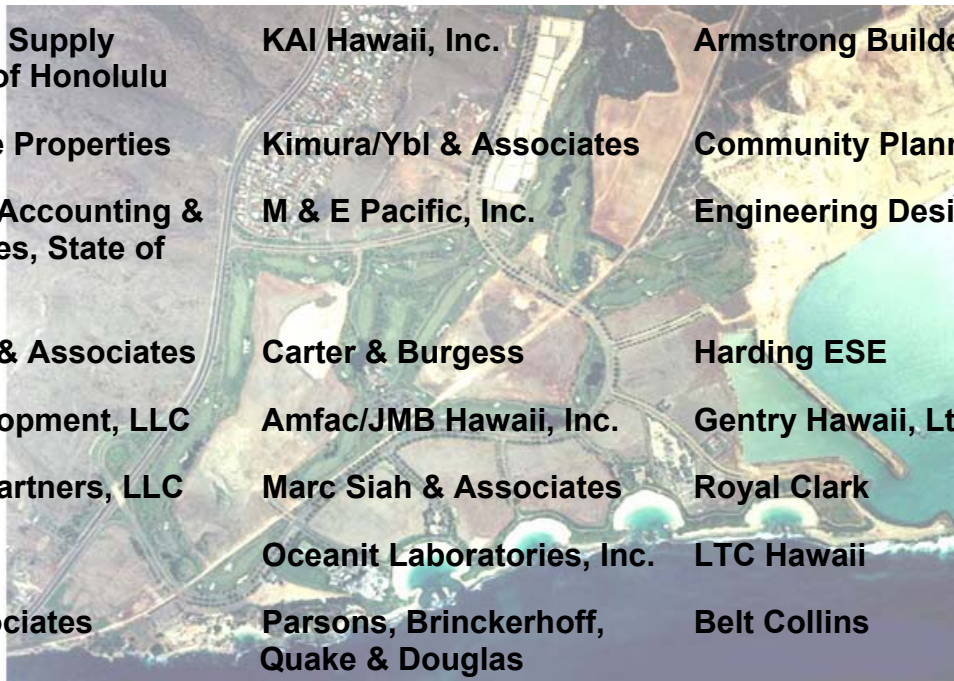 Supply
of Honolulu
Properties
Accounting &
es, State of
& Associates
opment, LLC
artners, LLC
ociates
KAI Hawaii, Inc.
Kimura/Ybl & Associates
M & E Pacific, Inc.
Carter & Burgess
Amfac/JMB Hawaii, Inc.
Marc Siah & Associates
Oceanit Laboratories, Inc.
Parsons, Brinckerhoff,
Quake & Douglas
Armstrong Builde
Community Plann
Engineering Desi
Harding ESE
Gentry Hawaii, Lt
Royal Clark
LTC Hawaii
Belt Collins